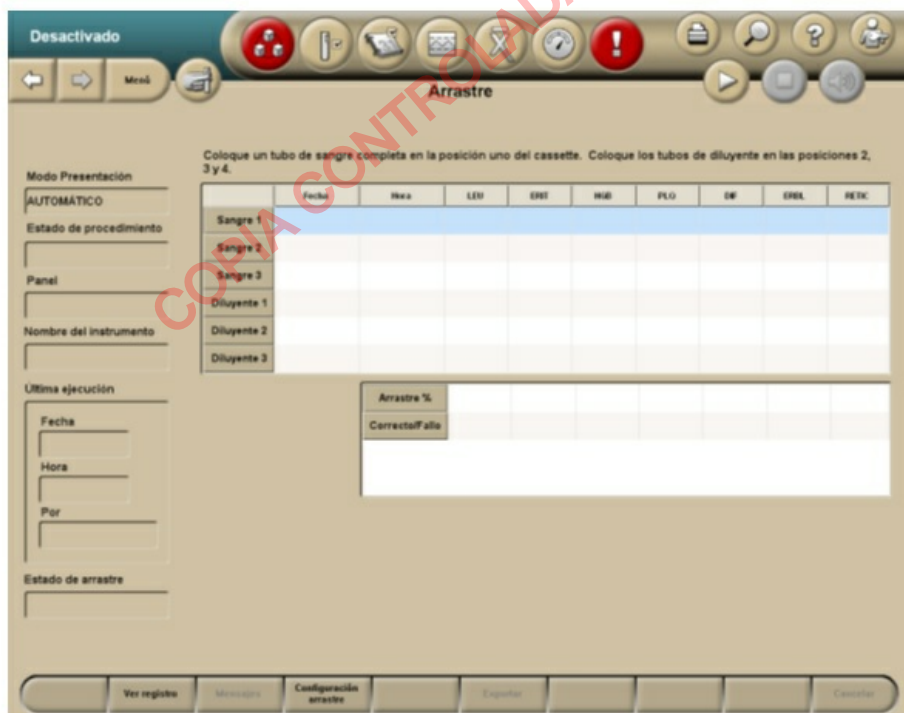 Desactivado
Menú
Arrastre
COPIA CONTROLADA
Coloque un tubo de sangre completa en la posición uno del cassette. Coloque los tubos de diluyente en las posiciones 2,
3 y 4.
Modo Presentación
AUTOMÁTICO
Estado de procedimiento
Panel
Nombre del instrumento
Última ejecución
Fecha
Hora
Por
Estado de arrastre
Fecha Hora LEU ERIT HGB PLQ DIF ERBL RETIC
Sangre 1
Sangre 2
Sangre 3
Diluyente 1
Diluyente 2
Diluyente 3
Arrastre %
Correcto/Fallo
Ver registro
Mensajes
Configuración
arrastre
Exportar
Cancelar